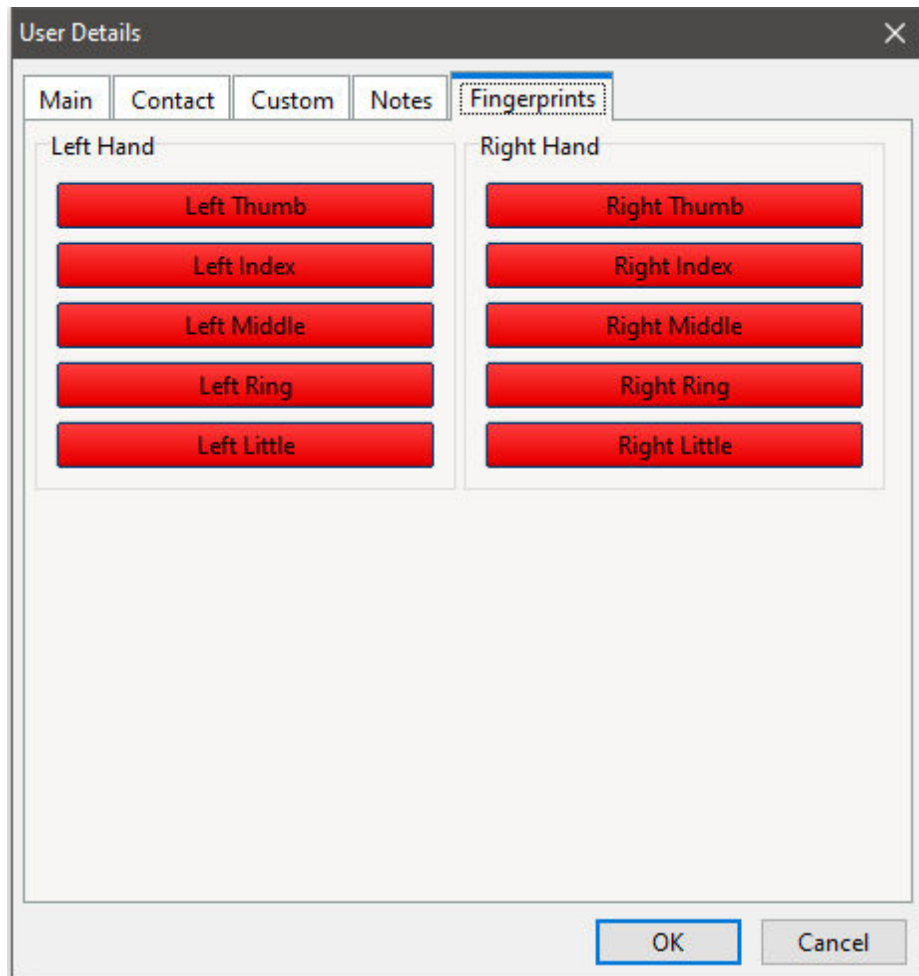 User Details
Main Contact Custom Notes Fingerprints
Left Hand
Left Thumb
Left Index
Left Middle
Left Ring
Left Little
Right Hand
Right Thumb
Right Index
Right Middle
Right Ring
Right Little
OK Cancel